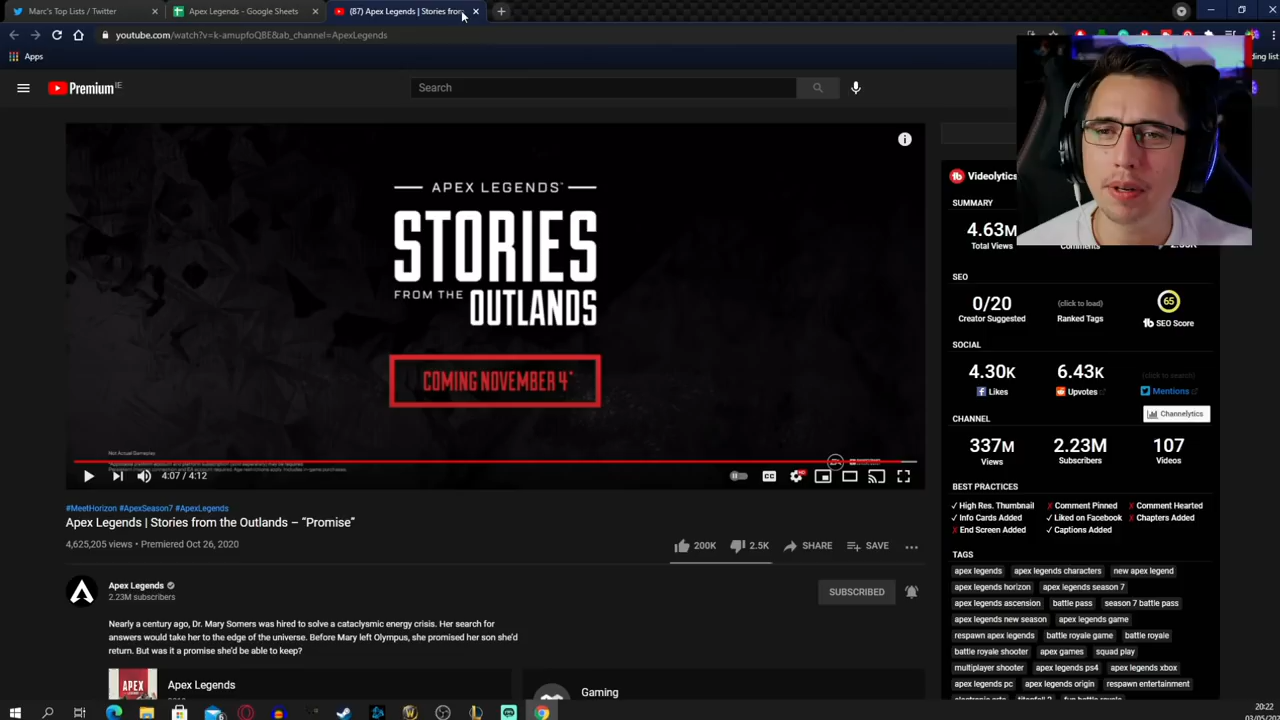 Marc's Top Lists / Twitter
Apex Legends - Google Sheets
(87) Apex Legends | Stories from
youtube.com/watch?v=k-amupfoQBE&ab_channel=ApexLegends
Apps
Premium IE
Search
APEX LEGENDS
STORIES
FROM THE
OUTLANDS
COMING NOVEMBER 4*
Not Actual Gameplay.
4:07 / 4:12
HD
#MeetHorizon #ApexSeason7 #ApexLegends
Apex Legends | Stories from the Outlands – "Promise"
4,625,205 views • Premiered Oct 26, 2020
200K
2.5K
SHARE
SAVE
Apex Legends
2.23M subscribers
SUBSCRIBED
Nearly a century ago, Dr. Mary Somers was hired to solve a cataclysmic energy crisis. Her search for
answers would take her to the edge of the universe. Before Mary left Olympus, she promised her son she'd
return. But was it a promise she'd be able to keep?
APEX
Apex Legends
Gaming
Videolytics
SUMMARY
4.63M
Total Views
SEO
0/20
Creator Suggested
(click to load)
Ranked Tags
65
tb SEO Score
SOCIAL
4.30K
Likes
6.43K
Upvotes
(click to search)
Mentions
CHANNEL
Channelytics
337M
Views
2.23M
Subscribers
107
Videos
BEST PRACTICES
✓ High Res. Thumbnail
✗ Comment Pinned
✗ Comment Hearted
✓ Info Cards Added
✓ Liked on Facebook
✗ Chapters Added
✗ End Screen Added
✓ Captions Added
TAGS
apex legends
apex legends characters
new apex legend
apex legends horizon
apex legends season 7
apex legends ascension
battle pass
season 7 battle pass
apex legends new season
apex legends game
respawn apex legends
battle royale game
battle royale
battle royale shooter
apex games
squad play
multiplayer shooter
apex legends ps4
apex legends xbox
apex legends pc
apex legends origin
respawn entertainment
20:22